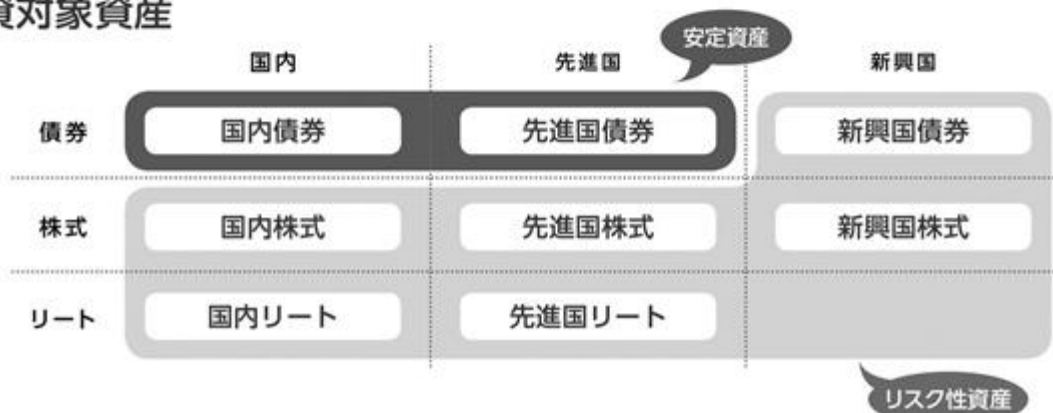 対象資産
安定資産
国内 先進国 新興国
債券 国内債券 先進国債券 新興国債券
株式 国内株式 先進国株式 新興国株式
リート 国内リート 先進国リート
リスク性資産